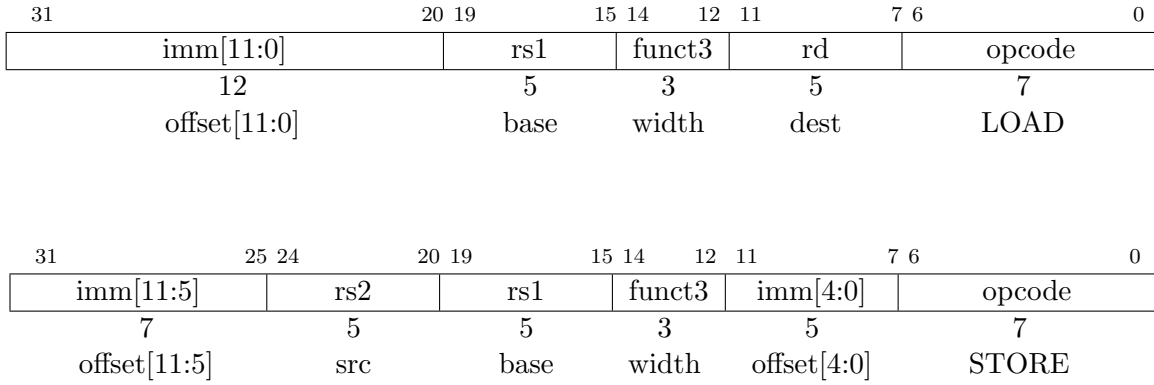 31 20 19 15 14 12 11 7 6 0
imm[11:0] rs1 funct3 rd opcode
12 5 3 5 7
offset[11:0] base width dest LOAD
31 25 24 20 19 15 14 12 11 7 6 0
imm[11:5] rs2 rs1 funct3 imm[4:0] opcode
7 5 5 3 5 7
offset[11:5] src base width offset[4:0] STORE